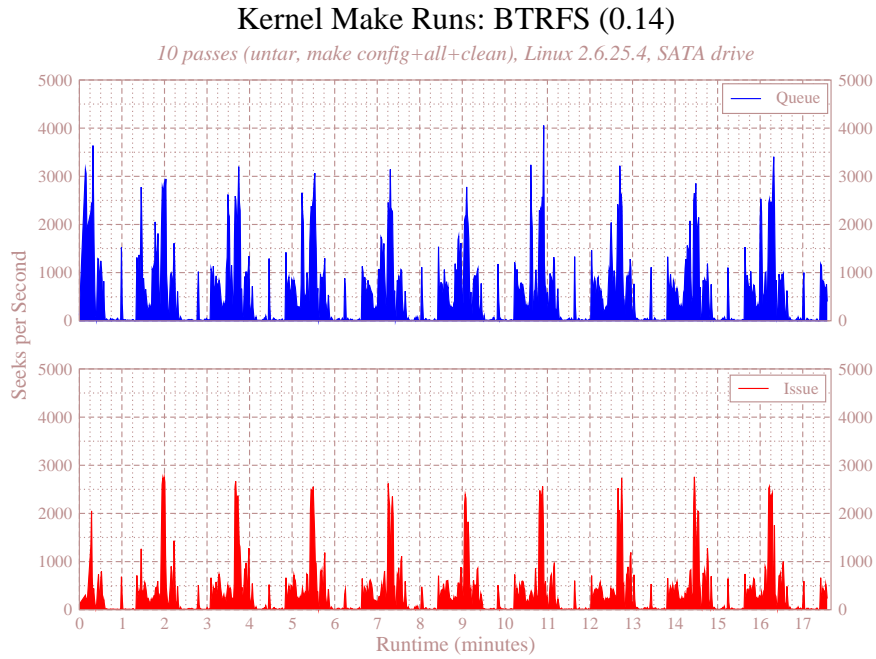 Kernel Make Runs: BTRFS (0.14)
10 passes (untar, make config+all+clean), Linux 2.6.25.4, SATA drive
5000 5000
Queue
4000 4000
3000 3000
2000 2000
1000 1000
0 0
Seeks per Second
5000 5000
Issue
4000 4000
3000 3000
2000 2000
1000 1000
0 0
0 1 2 3 4 5 6 7 8 9 10 11 12 13 14 15 16 17
Runtime (minutes)